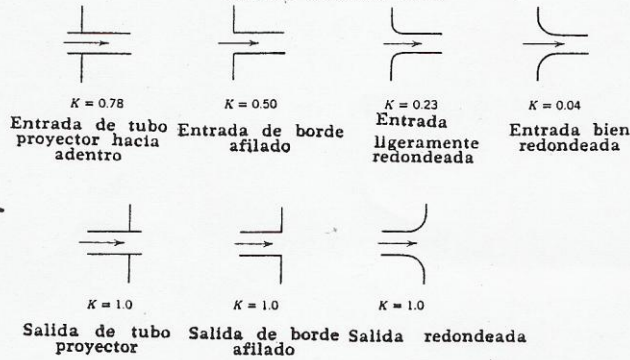 K = 0.78
K = 0.50
K = 0.23
K = 0.04
Entrada de tubo
proyector hacia
adentro
Entrada de borde
afilado
Entrada
ligeramente
redondeada
Entrada bien
redondeada
K = 1.0
K = 1.0
K = 1.0
Salida de tubo
proyector
Salida de borde
afilado
Salida redondeada